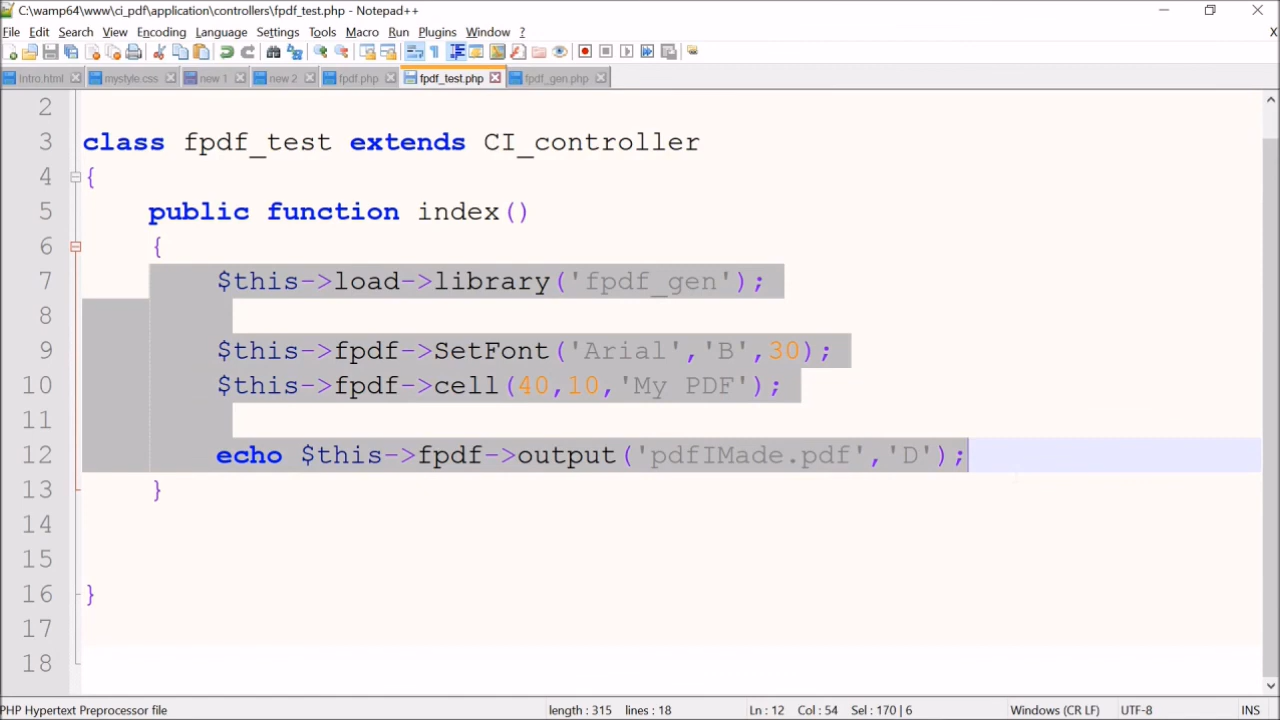 C:\wamp64\www\ci_pdf\application\controllers\fpdf_test.php - Notepad++
File Edit Search View Encoding Language Settings Tools Macro Run Plugins Window ? X
Intro.html mystyle.css new 1 new 2 fpdf.php fpdf_test.php fpdf_gen.php
2
3 class fpdf_test extends CI_controller
4 {
5 public function index()
6 {
7 $this->load->library('fpdf_gen');
8
9 $this->fpdf->SetFont('Arial','B',30);
10 $this->fpdf->cell(40,10,'My PDF');
11
12 echo $this->fpdf->output('pdfIMade.pdf','D');
13 }
14
15
16 }
17
18
PHP Hypertext Preprocessor file length : 315 lines : 18 Ln : 12 Col : 54 Sel : 170 | 6 Windows (CR LF) UTF-8 INS